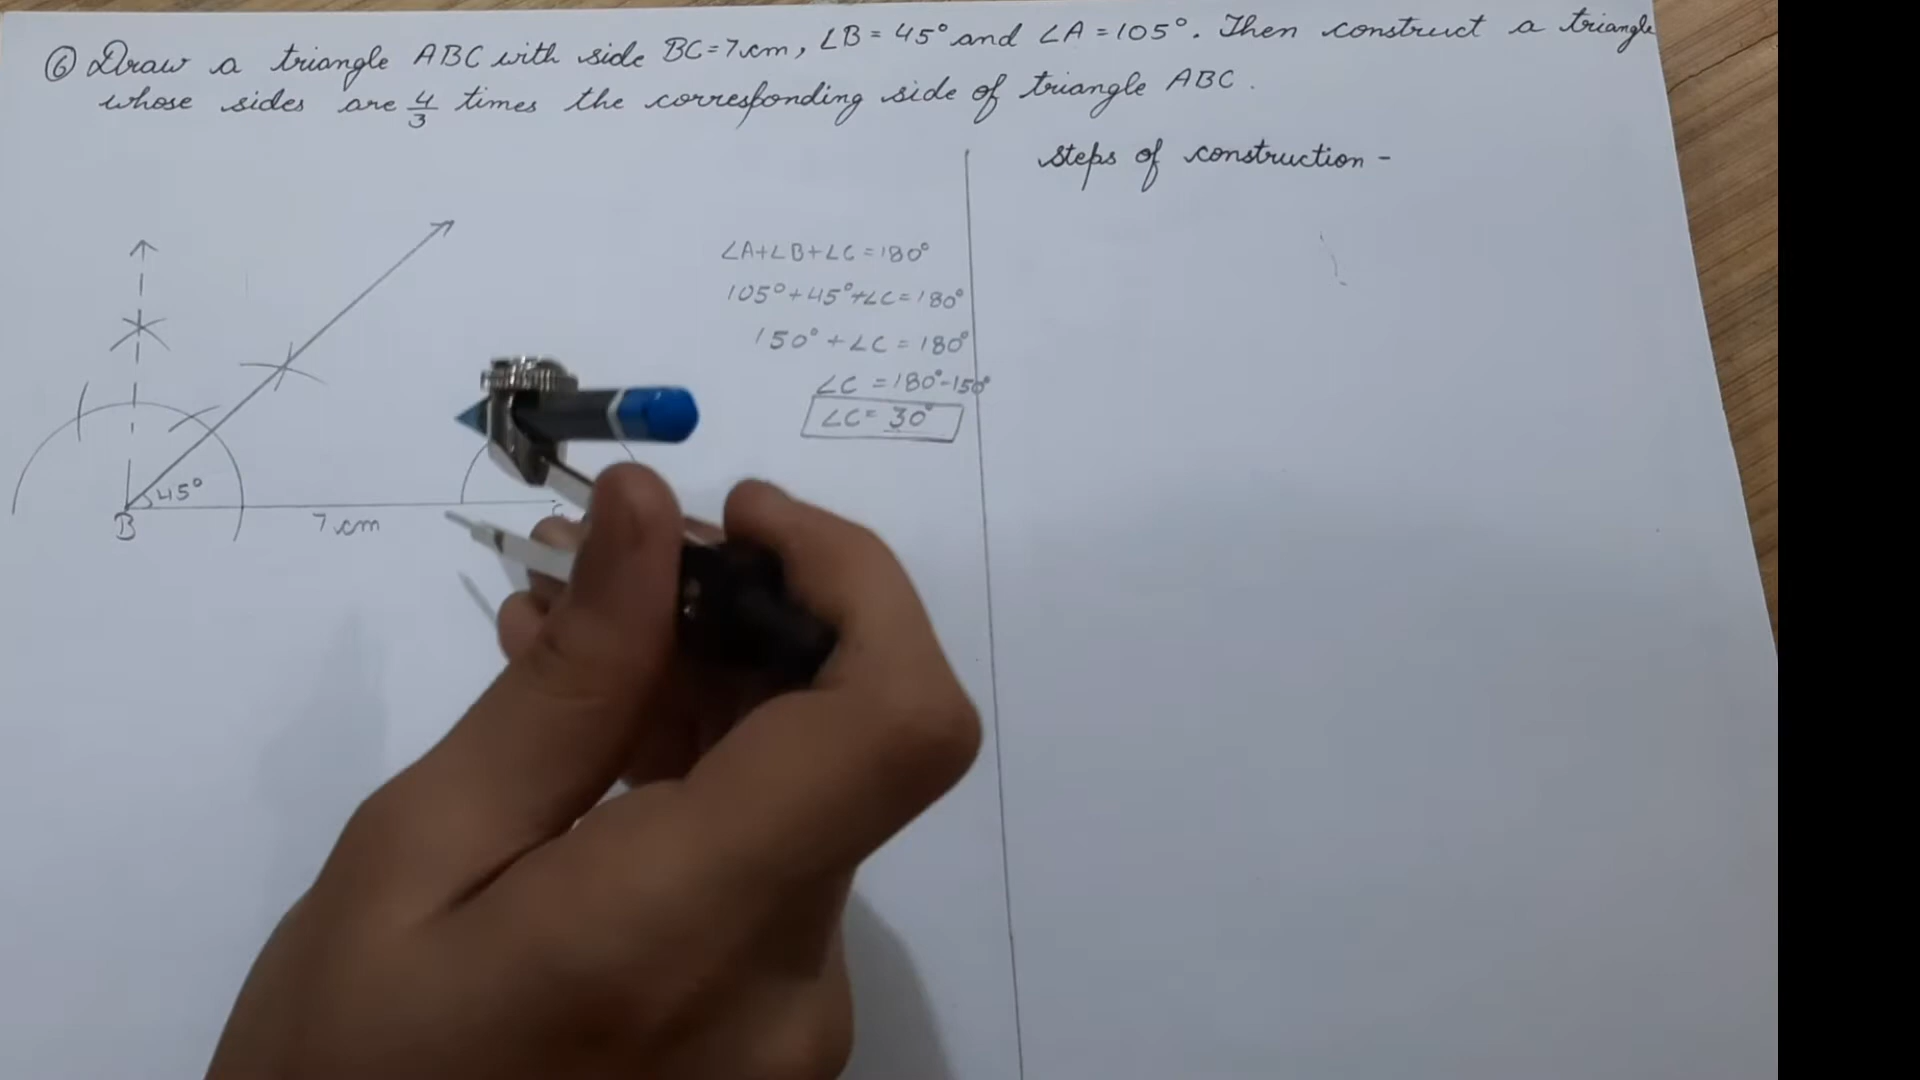 6 Draw a triangle ABC with side BC=7cm, ∠B = 45° and ∠A = 105°. Then construct a triangle
whose sides are 4/3 times the corresponding side of triangle ABC.
steps of construction -
∠A+∠B+∠C=180°
105°+45°+∠C=180°
150°+∠C=180°
∠C=180°-150°
∠C=30°
45°
B
7 cm
C